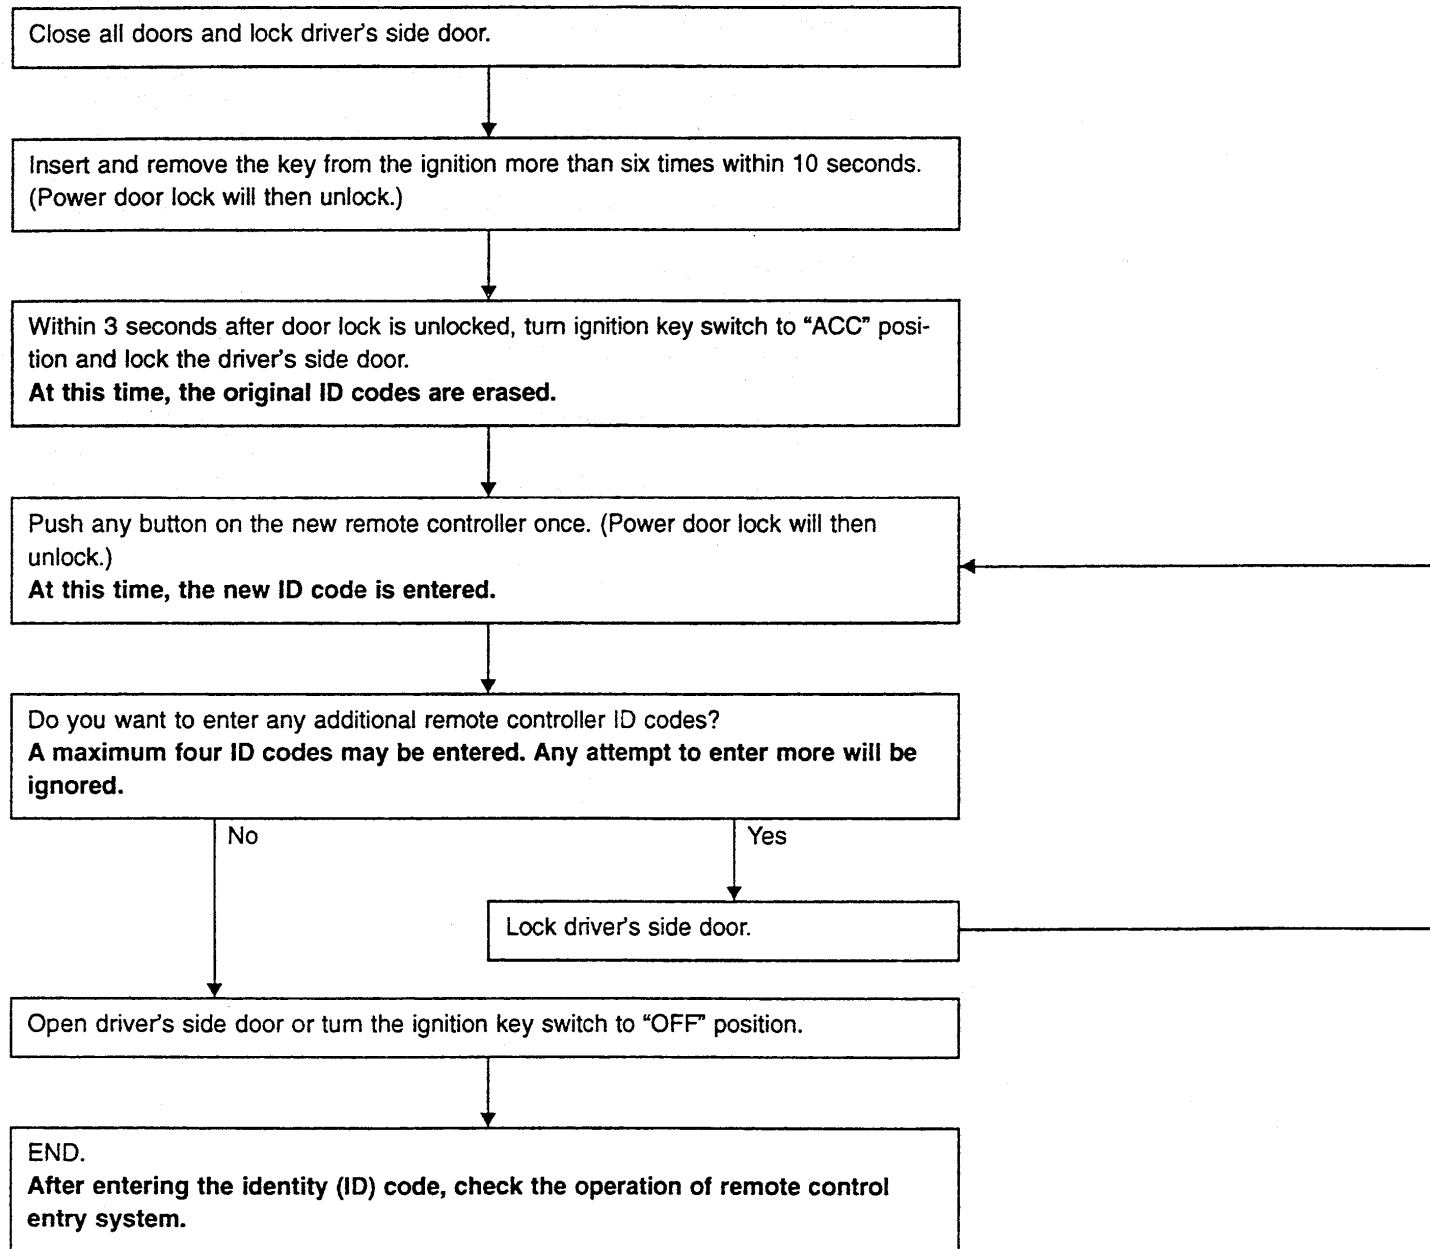 Close all doors and lock driver's side door.
Insert and remove the key from the ignition more than six times within 10 seconds.
(Power door lock will then unlock.)
Within 3 seconds after door lock is unlocked, turn ignition key switch to “ACC” posi-
tion and lock the driver's side door.
At this time, the original ID codes are erased.
Push any button on the new remote controller once. (Power door lock will then
unlock.)
At this time, the new ID code is entered.
Do you want to enter any additional remote controller ID codes?
A maximum four ID codes may be entered. Any attempt to enter more will be
ignored.
No
Yes
Lock driver's side door.
Open driver's side door or turn the ignition key switch to “OFF” position.
END.
After entering the identity (ID) code, check the operation of remote control
entry system.